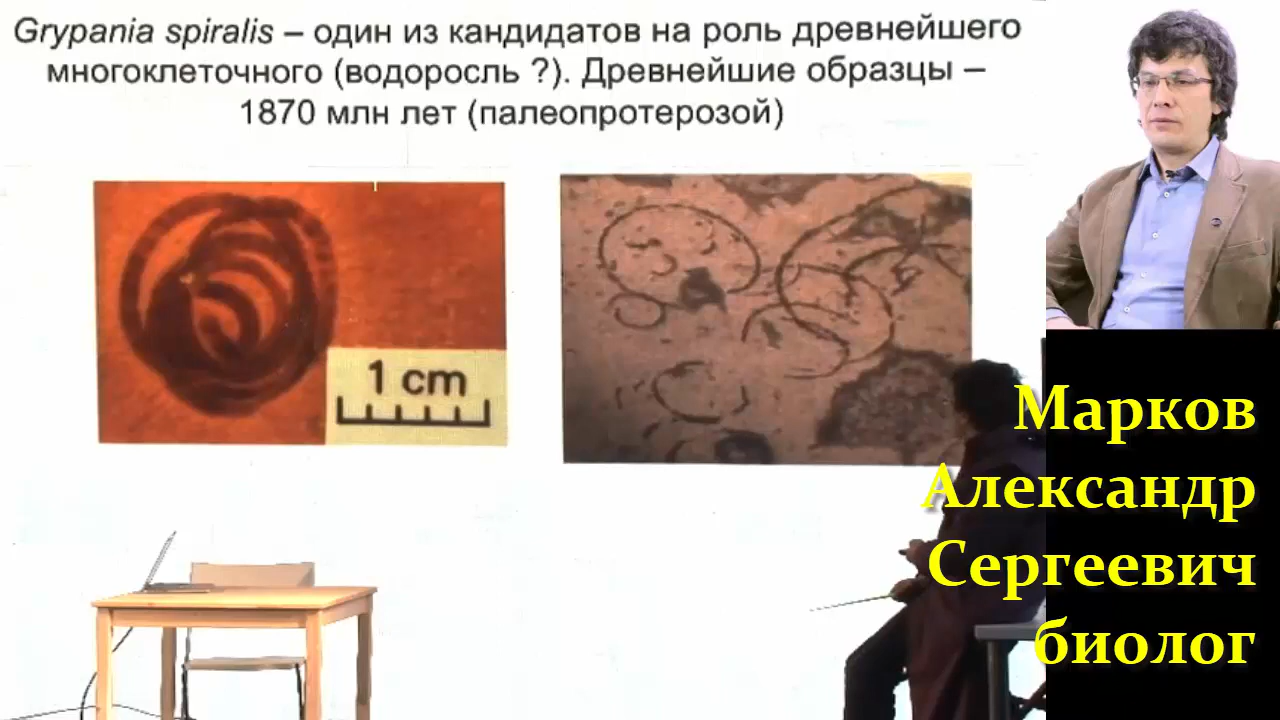 Grypania spiralis – один из кандидатов на роль древнейшего
многоклеточного (водоросль ?). Древнейшие образцы –
1870 млн лет (палеопротерозой)
1 cm
Марков
Александр
Сергеевич
биолог